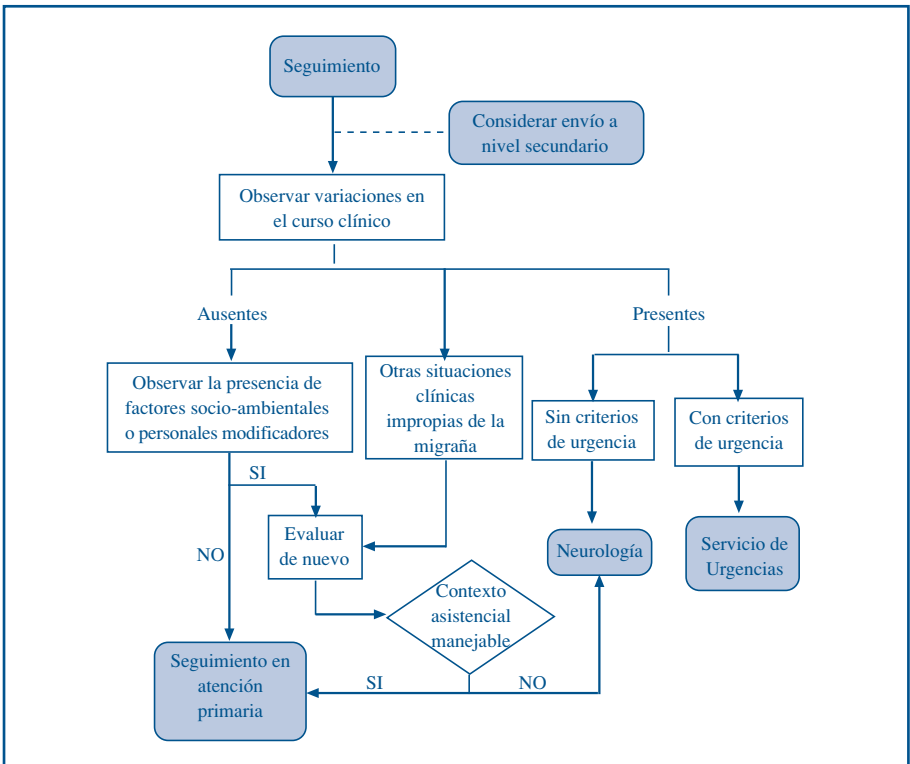 Seguimiento
Considerar envío a
nivel secundario
Observar variaciones en
el curso clínico
Ausentes
Presentes
Observar la presencia de
factores socio-ambientales
o personales modificadores
Otras situaciones
clínicas
impropias de la
migraña
Sin criterios
de urgencia
Con criterios
de urgencia
SI
NO
Evaluar
de nuevo
Neurología
Servicio de
Urgencias
Contexto
asistencial
manejable
Seguimiento en
atención
primaria
SI
NO